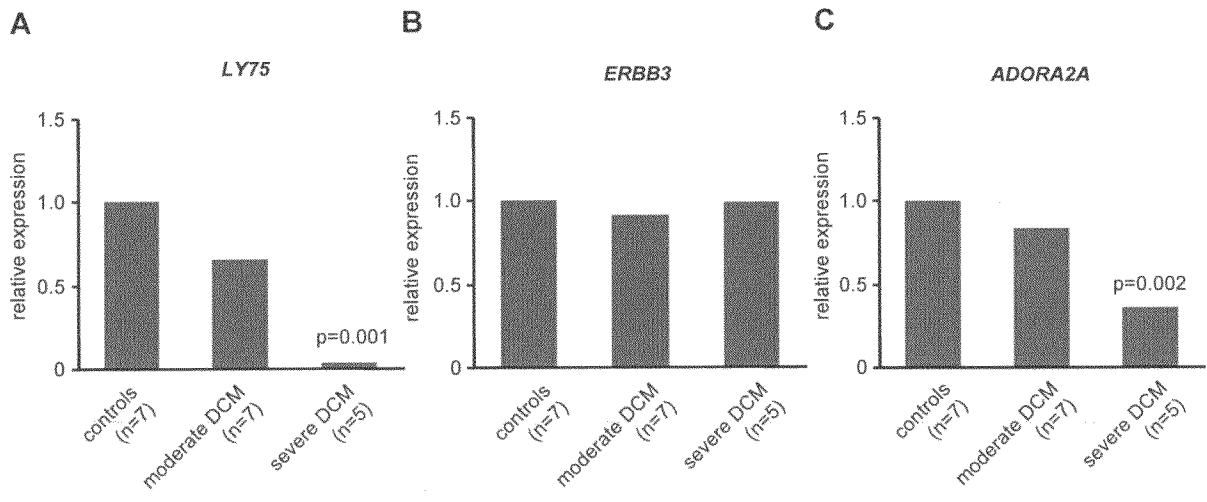 A
LY75
relative expression
1.5
1.0
0.5
0
p=0.001
controls
(n=7)
moderate DCM
(n=7)
severe DCM
(n=5)
B
ERBB3
relative expression
1.5
1.0
0.5
0
controls
(n=7)
moderate DCM
(n=7)
severe DCM
(n=5)
C
ADORA2A
relative expression
1.5
1.0
0.5
0
p=0.002
controls
(n=7)
moderate DCM
(n=7)
severe DCM
(n=5)